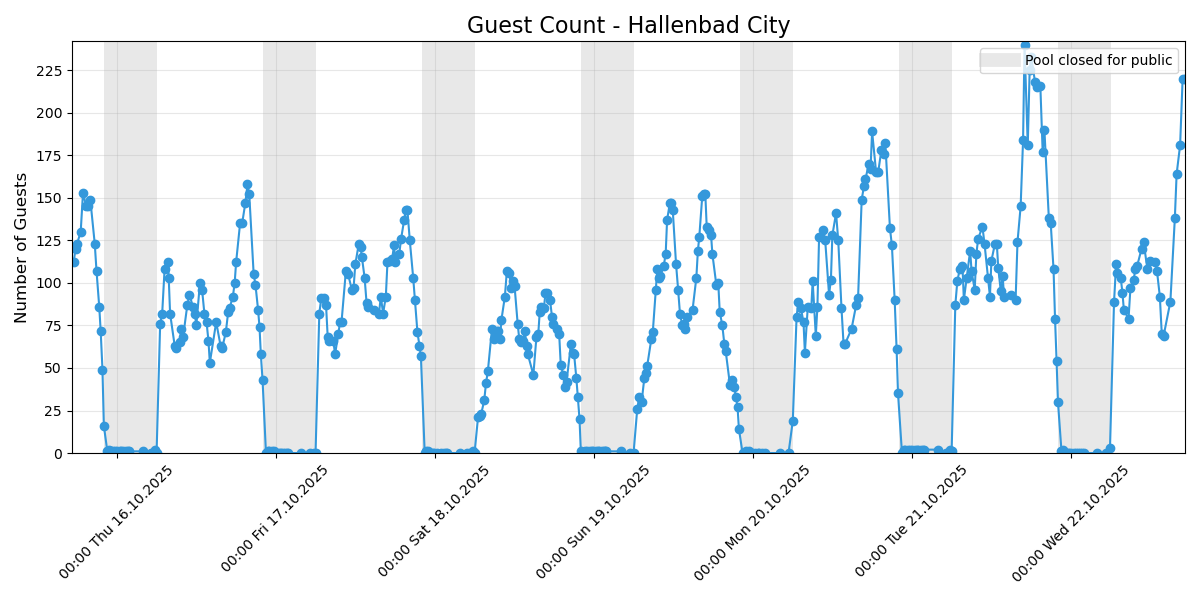 Guest Count - Hallenbad City
Pool closed for public
Number of Guests
225
200
175
150
125
100
75
50
25
0
00:00 Thu 16.10.2025
00:00 Fri 17.10.2025
00:00 Sat 18.10.2025
00:00 Sun 19.10.2025
00:00 Mon 20.10.2025
00:00 Tue 21.10.2025
00:00 Wed 22.10.2025